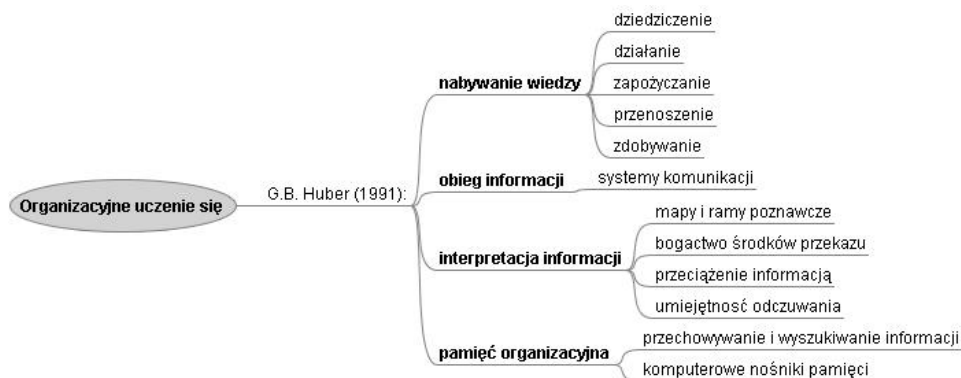 Organizacyjne uczenie się
G.B. Huber (1991):
nabywanie wiedzy
dziedziczenie
działanie
zapożyczanie
przenoszenie
zdobywanie
obieg informacji
systemy komunikacji
interpretacja informacji
mapy i ramy poznawcze
bogactwo środków przekazu
przeciążenie informacją
umiejętnosć odczuwania
pamięć organizacyjna
przechowywanie i wyszukiwanie informacji
komputerowe nośniki pamięci